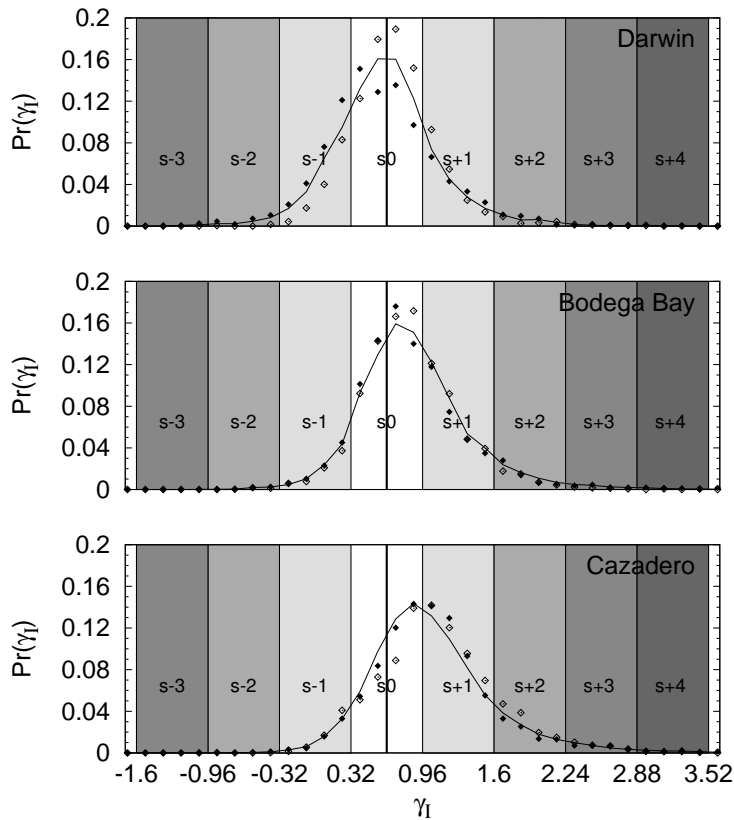 0.2
Darwin
0.16
0.12
0.08
0.04
0
Pr(γI)
s-3 s-2 s-1 s0 s+1 s+2 s+3 s+4
0.2
Bodega Bay
0.16
0.12
0.08
0.04
0
Pr(γI)
s-3 s-2 s-1 s0 s+1 s+2 s+3 s+4
0.2
Cazadero
0.16
0.12
0.08
0.04
0
Pr(γI)
s-3 s-2 s-1 s0 s+1 s+2 s+3 s+4
-1.6 -0.96 -0.32 0.32 0.96 1.6 2.24 2.88 3.52
γI